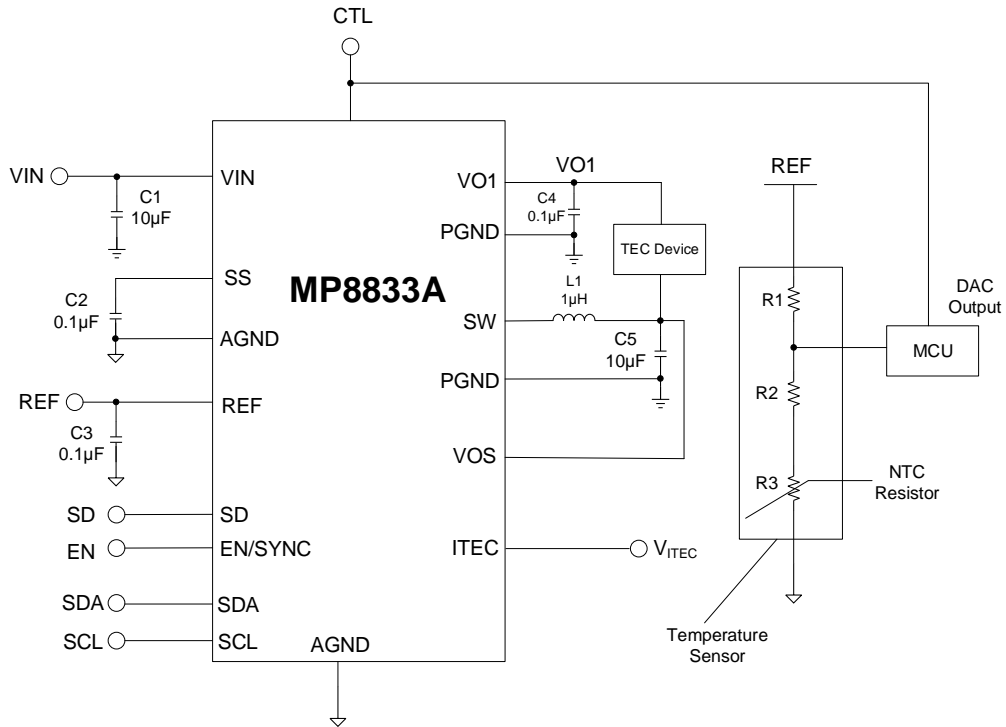 CTL
VIN
C1
10µF
VIN
SS
C2
0.1µF
AGND
REF
C3
0.1µF
REF
SD
SD
EN
EN/SYNC
SDA
SDA
SCL
SCL
MP8833A
AGND
VO1
VO1
C4
0.1µF
PGND
TEC Device
L1
1µH
SW
C5
10µF
PGND
VOS
ITEC
VITEC
REF
R1
R2
R3
NTC
Resistor
DAC
Output
MCU
Temperature
Sensor